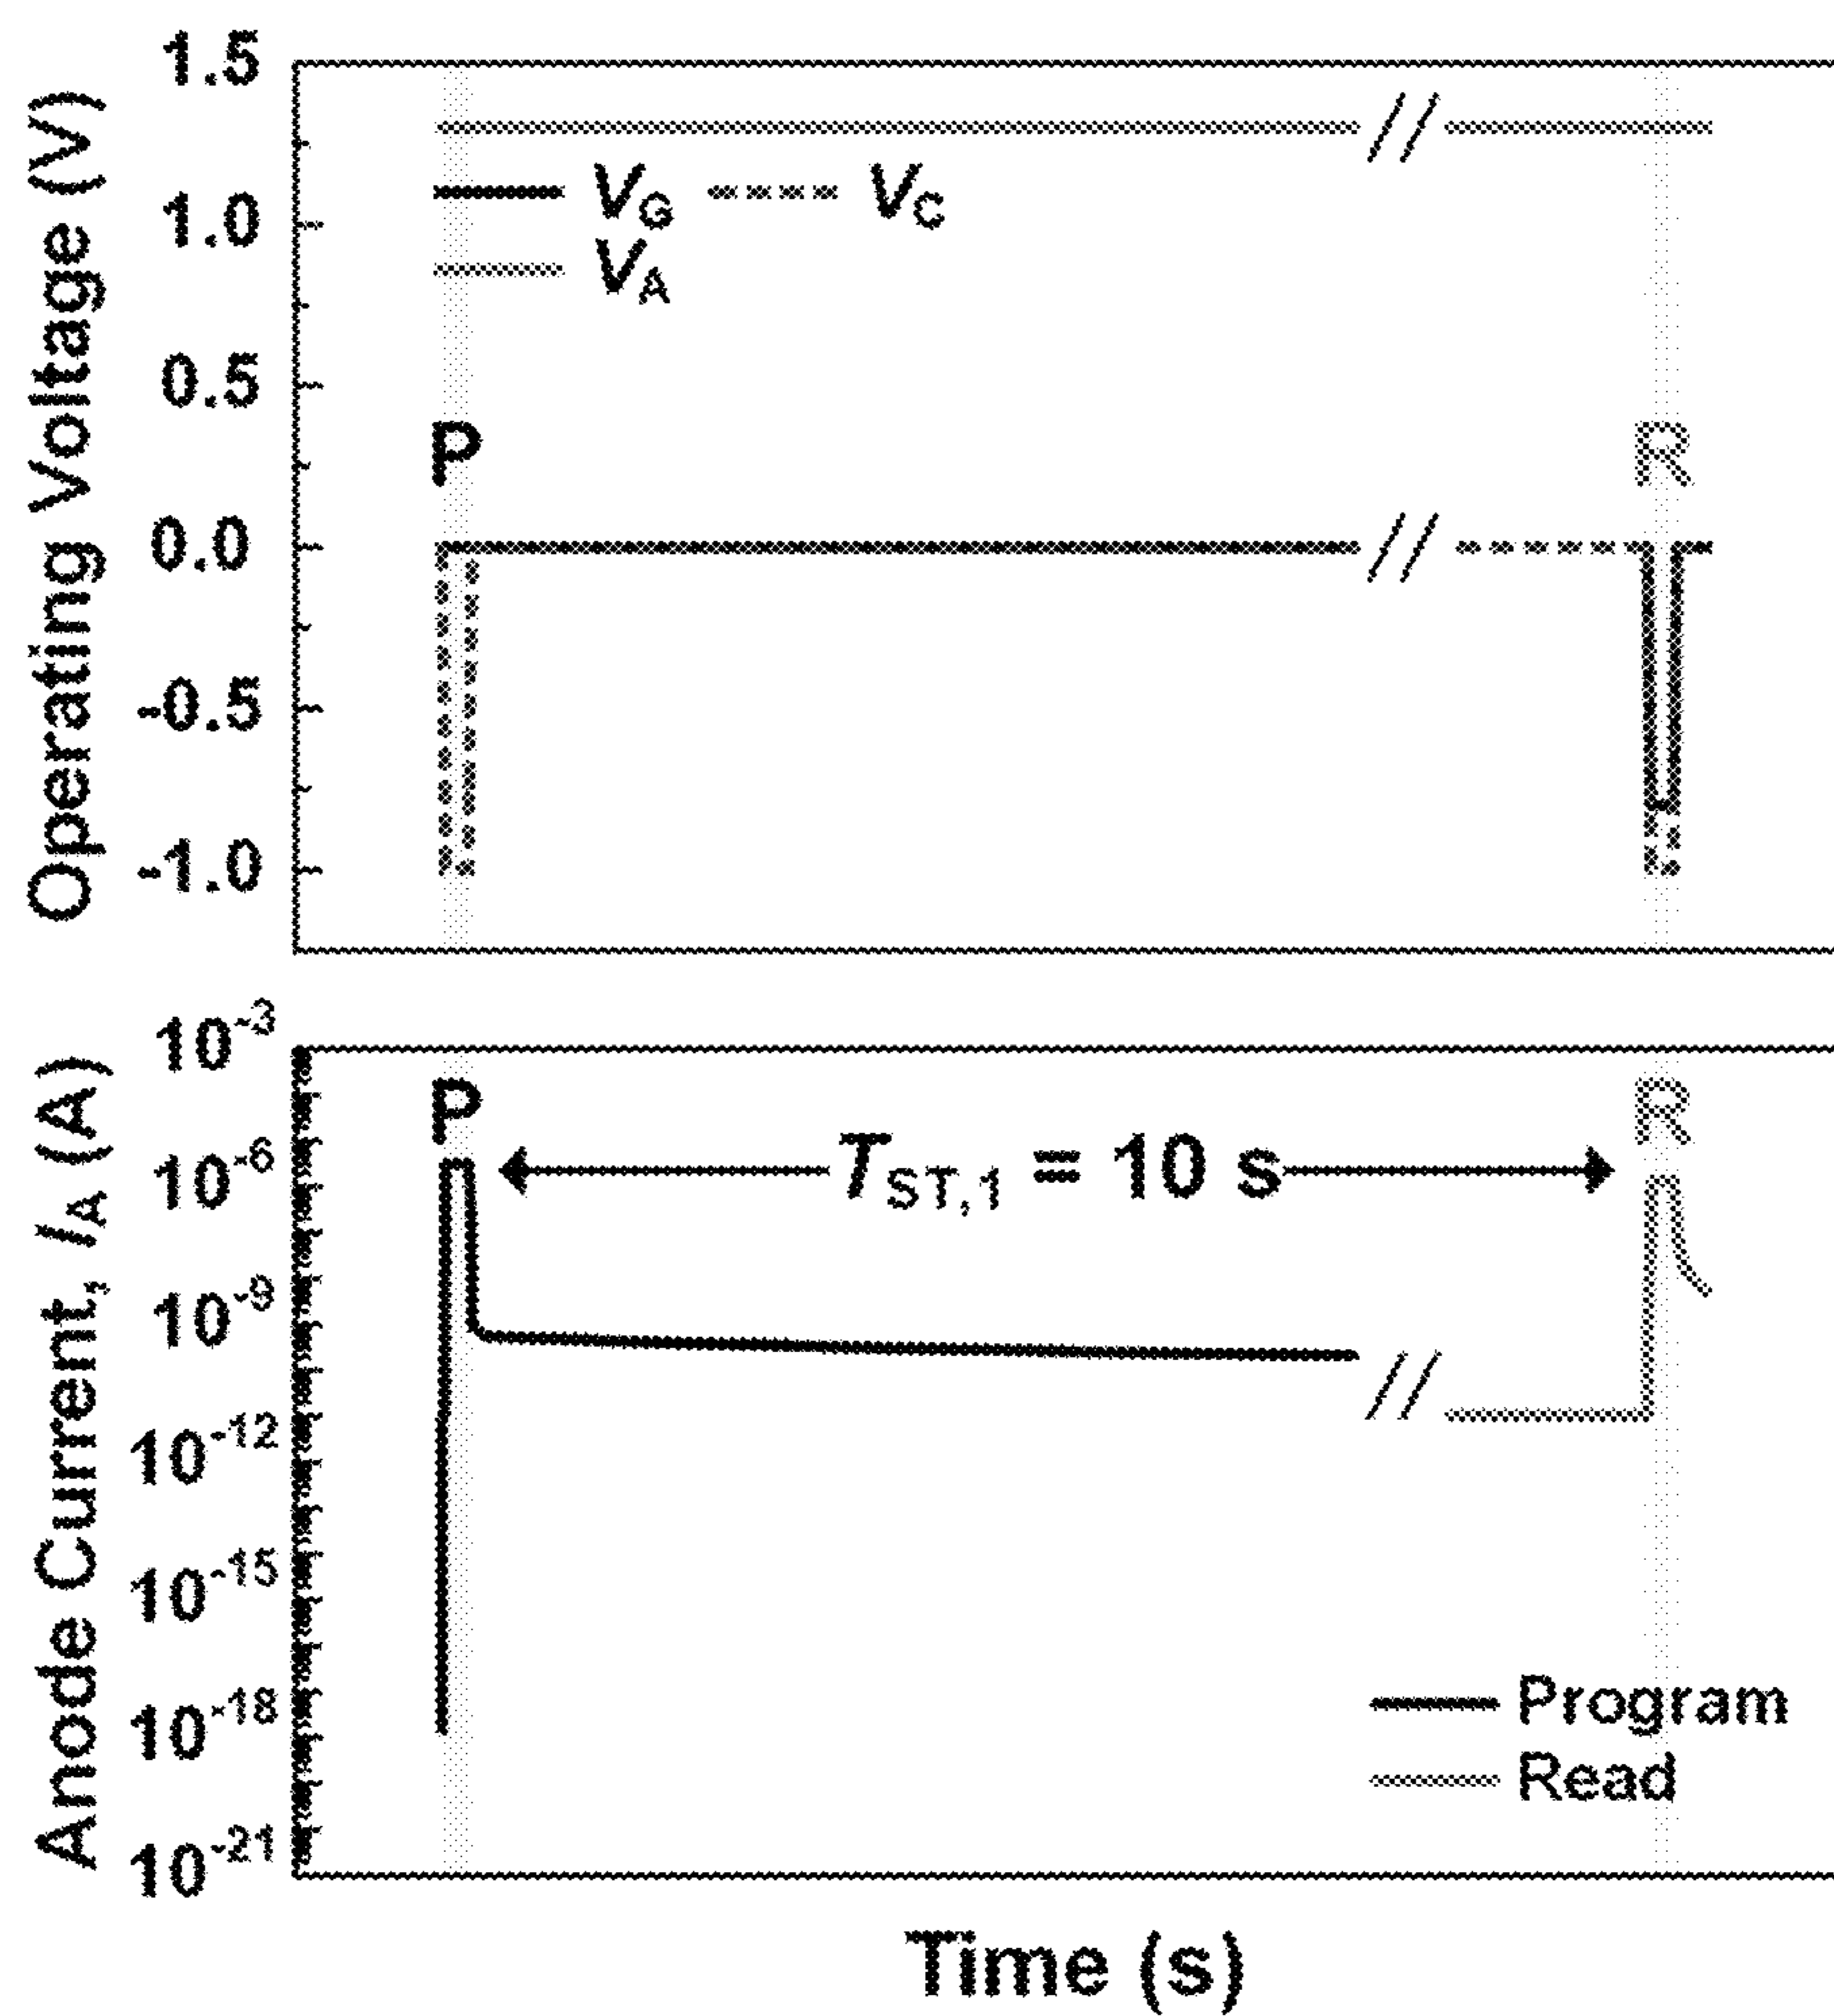 Operating Voltage (V)
1.5
1.0
0.5
0.0
-0.5
-1.0
V_G V_C
V_A
P R
Anode Current, I_A (A)
10^-3
10^-6
10^-9
10^-12
10^-15
10^-18
10^-21
P R
T_ST,1 = 10 s
Program
Read
Time (s)